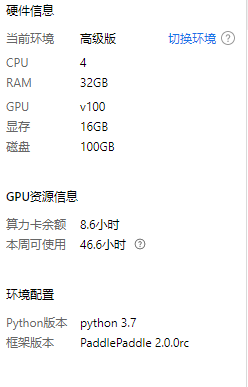 硬件信息
当前环境 高级版 切换环境 ?
CPU 4
RAM 32GB
GPU v100
显存 16GB
磁盘 100GB
GPU资源信息
算力卡余额 8.6小时
本周可使用 46.6小时 ?
环境配置
Python版本 python 3.7
框架版本 PaddlePaddle 2.0.0rc